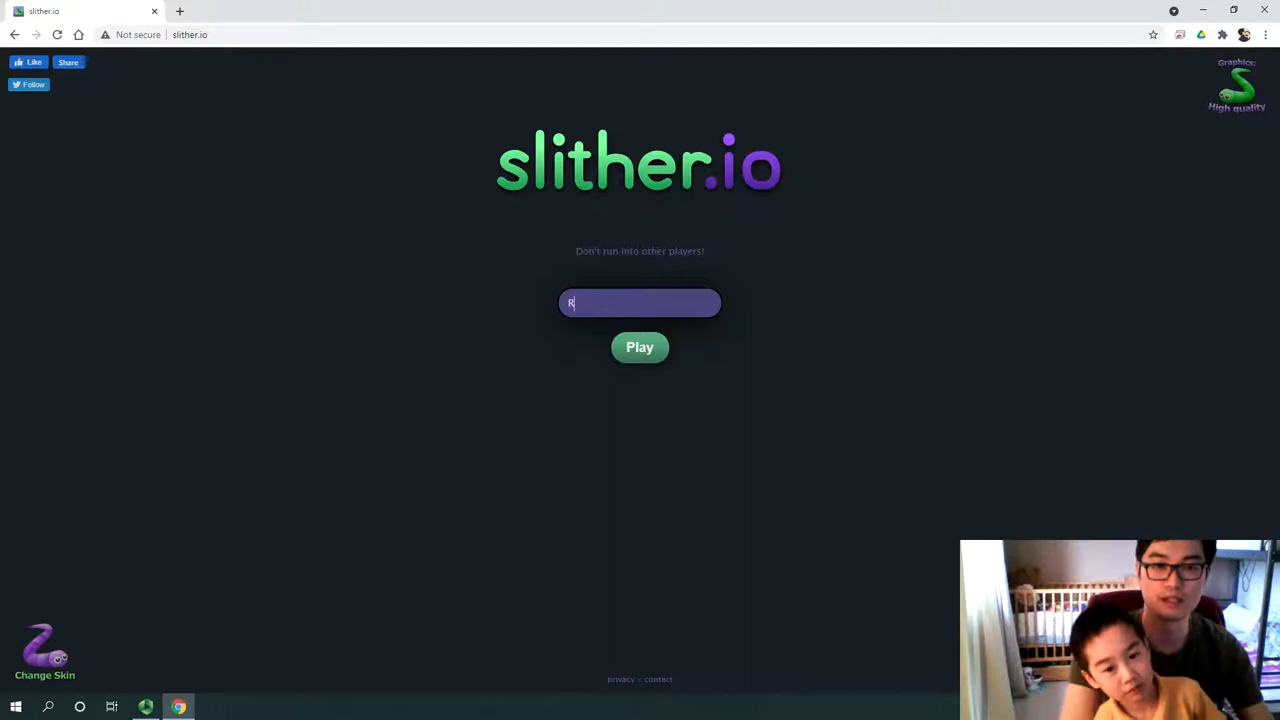 slither.io
Not secure
slither.io
Like
Share
Follow
Graphics:
High quality
slither.io
Don't run into other players!
R
Play
Change Skin
privacy - contact